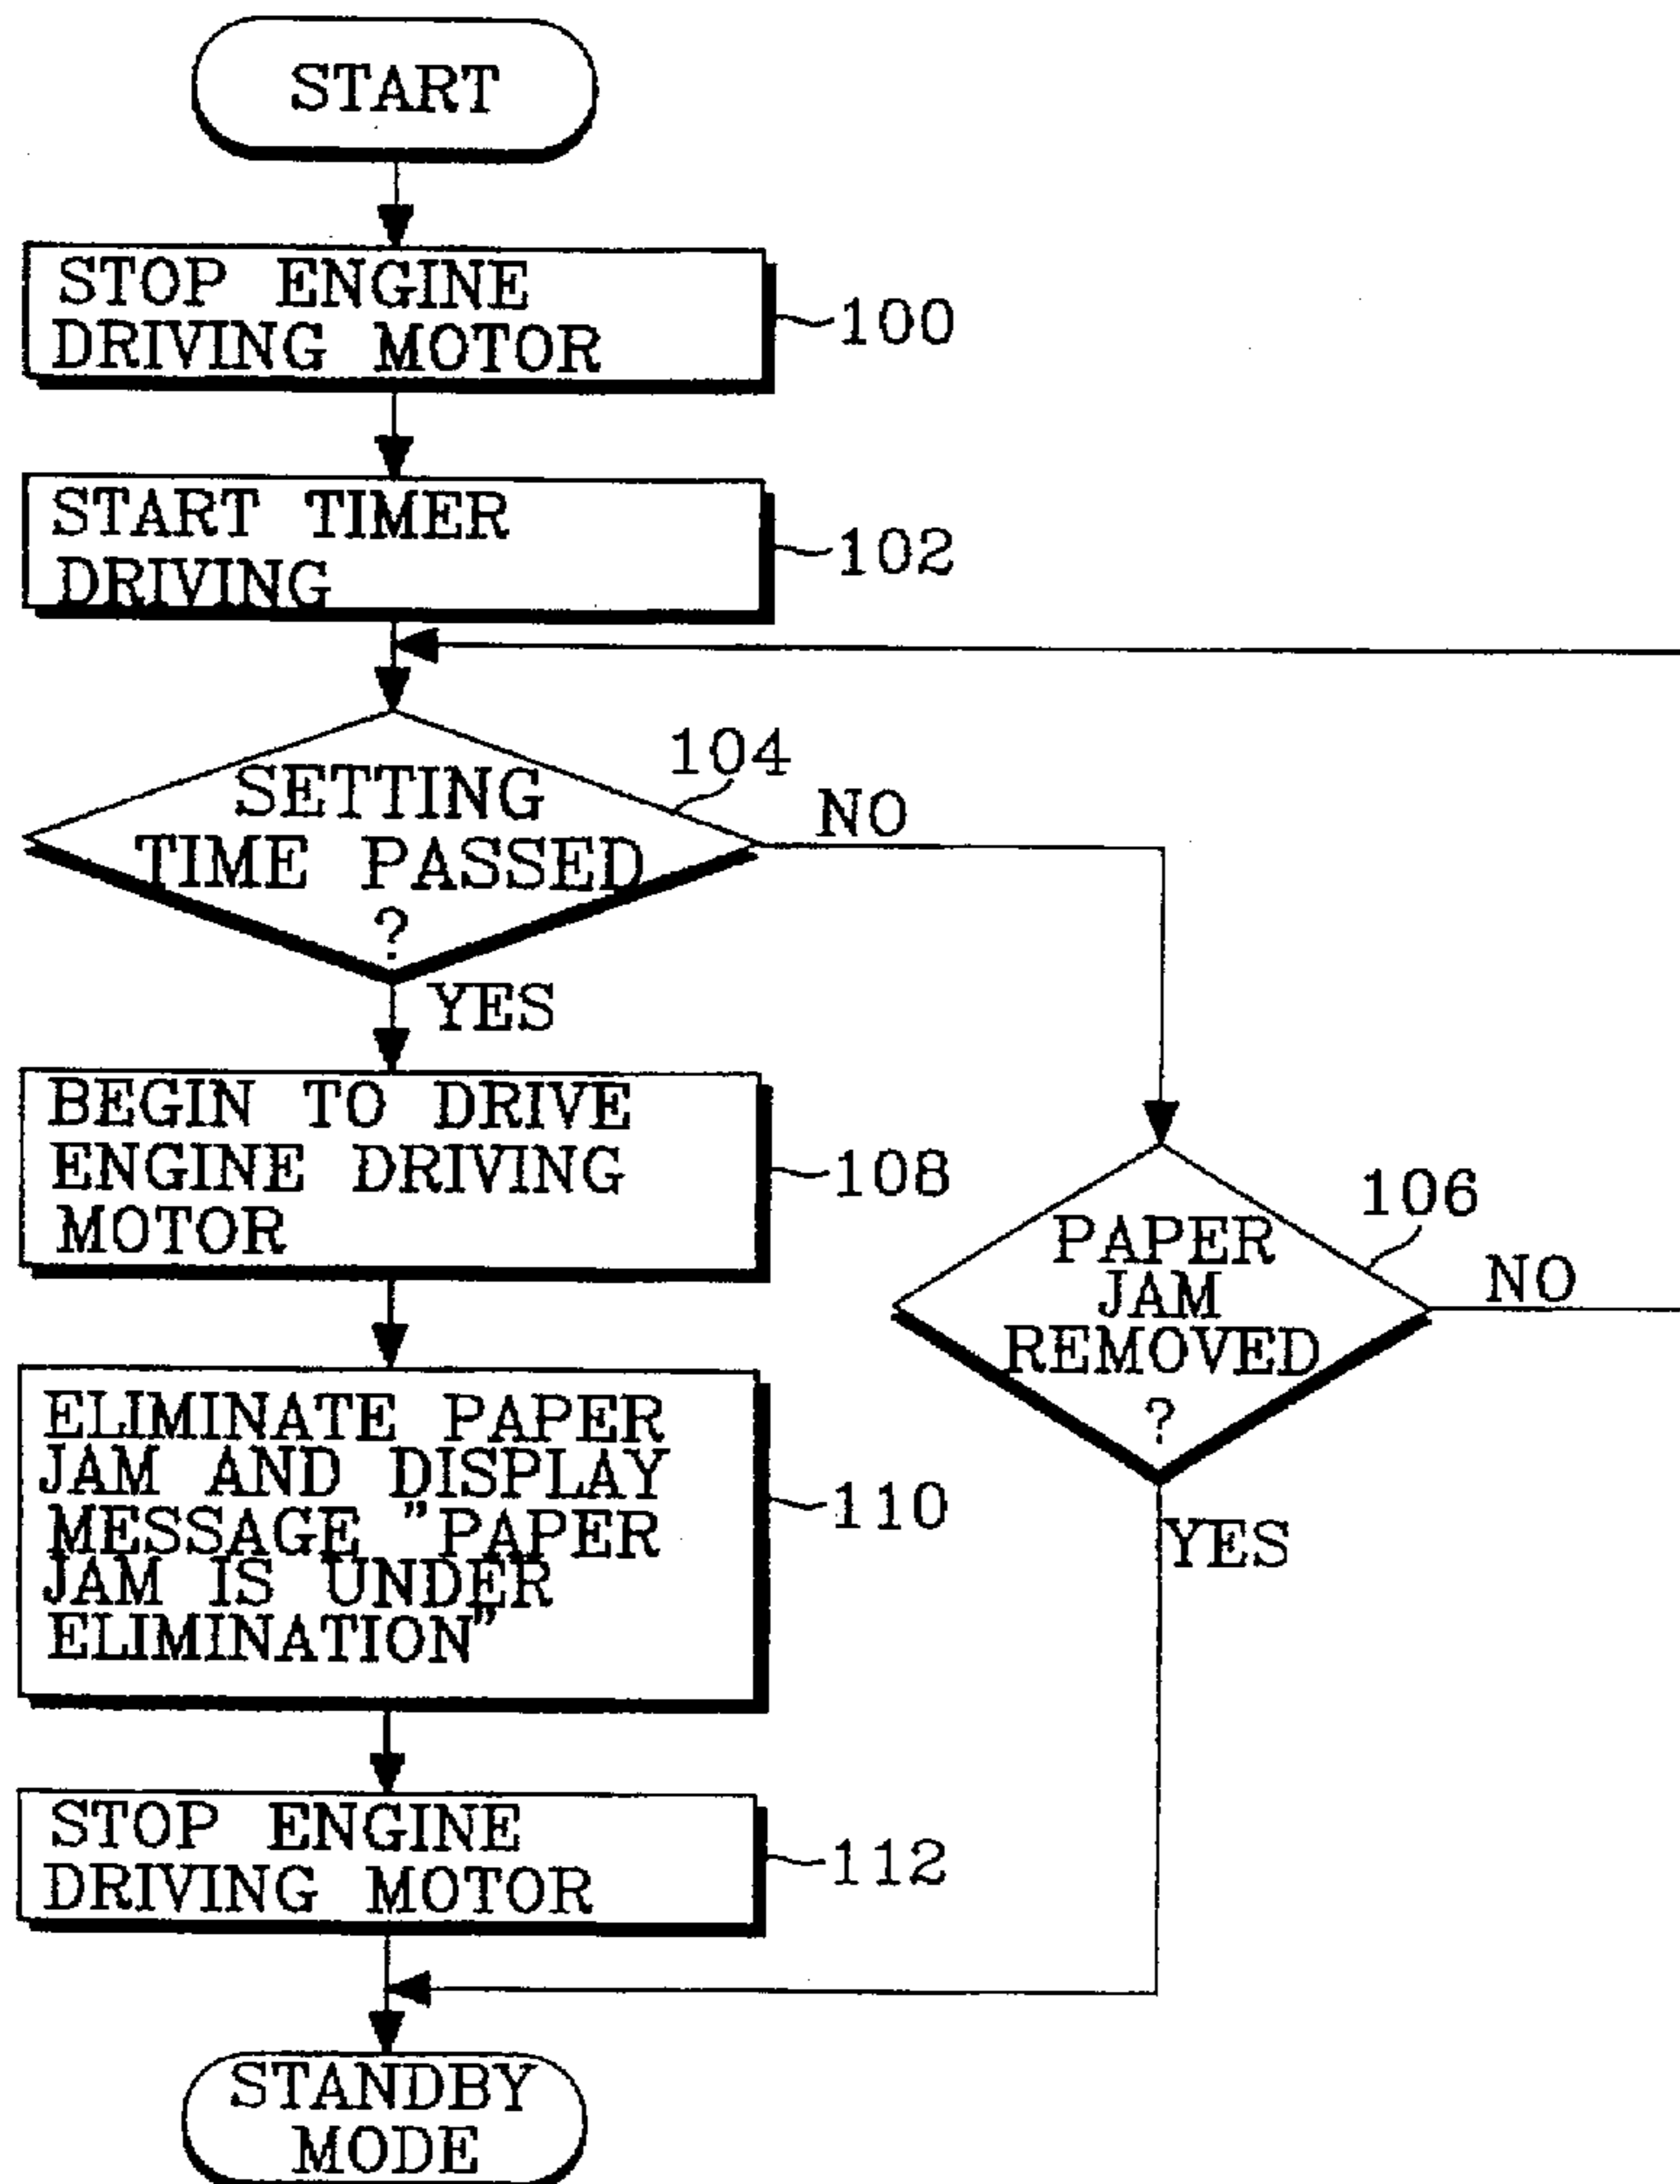 START
STOP ENGINE
DRIVING MOTOR
100
START TIMER
DRIVING
102
104
SETTING
TIME PASSED
?
NO
YES
BEGIN TO DRIVE
ENGINE DRIVING
MOTOR
108
106
PAPER
JAM
REMOVED
?
NO
YES
ELIMINATE PAPER
JAM AND DISPLAY
MESSAGE "PAPER
JAM IS UNDER
ELIMINATION"
110
STOP ENGINE
DRIVING MOTOR
112
STANDBY
MODE